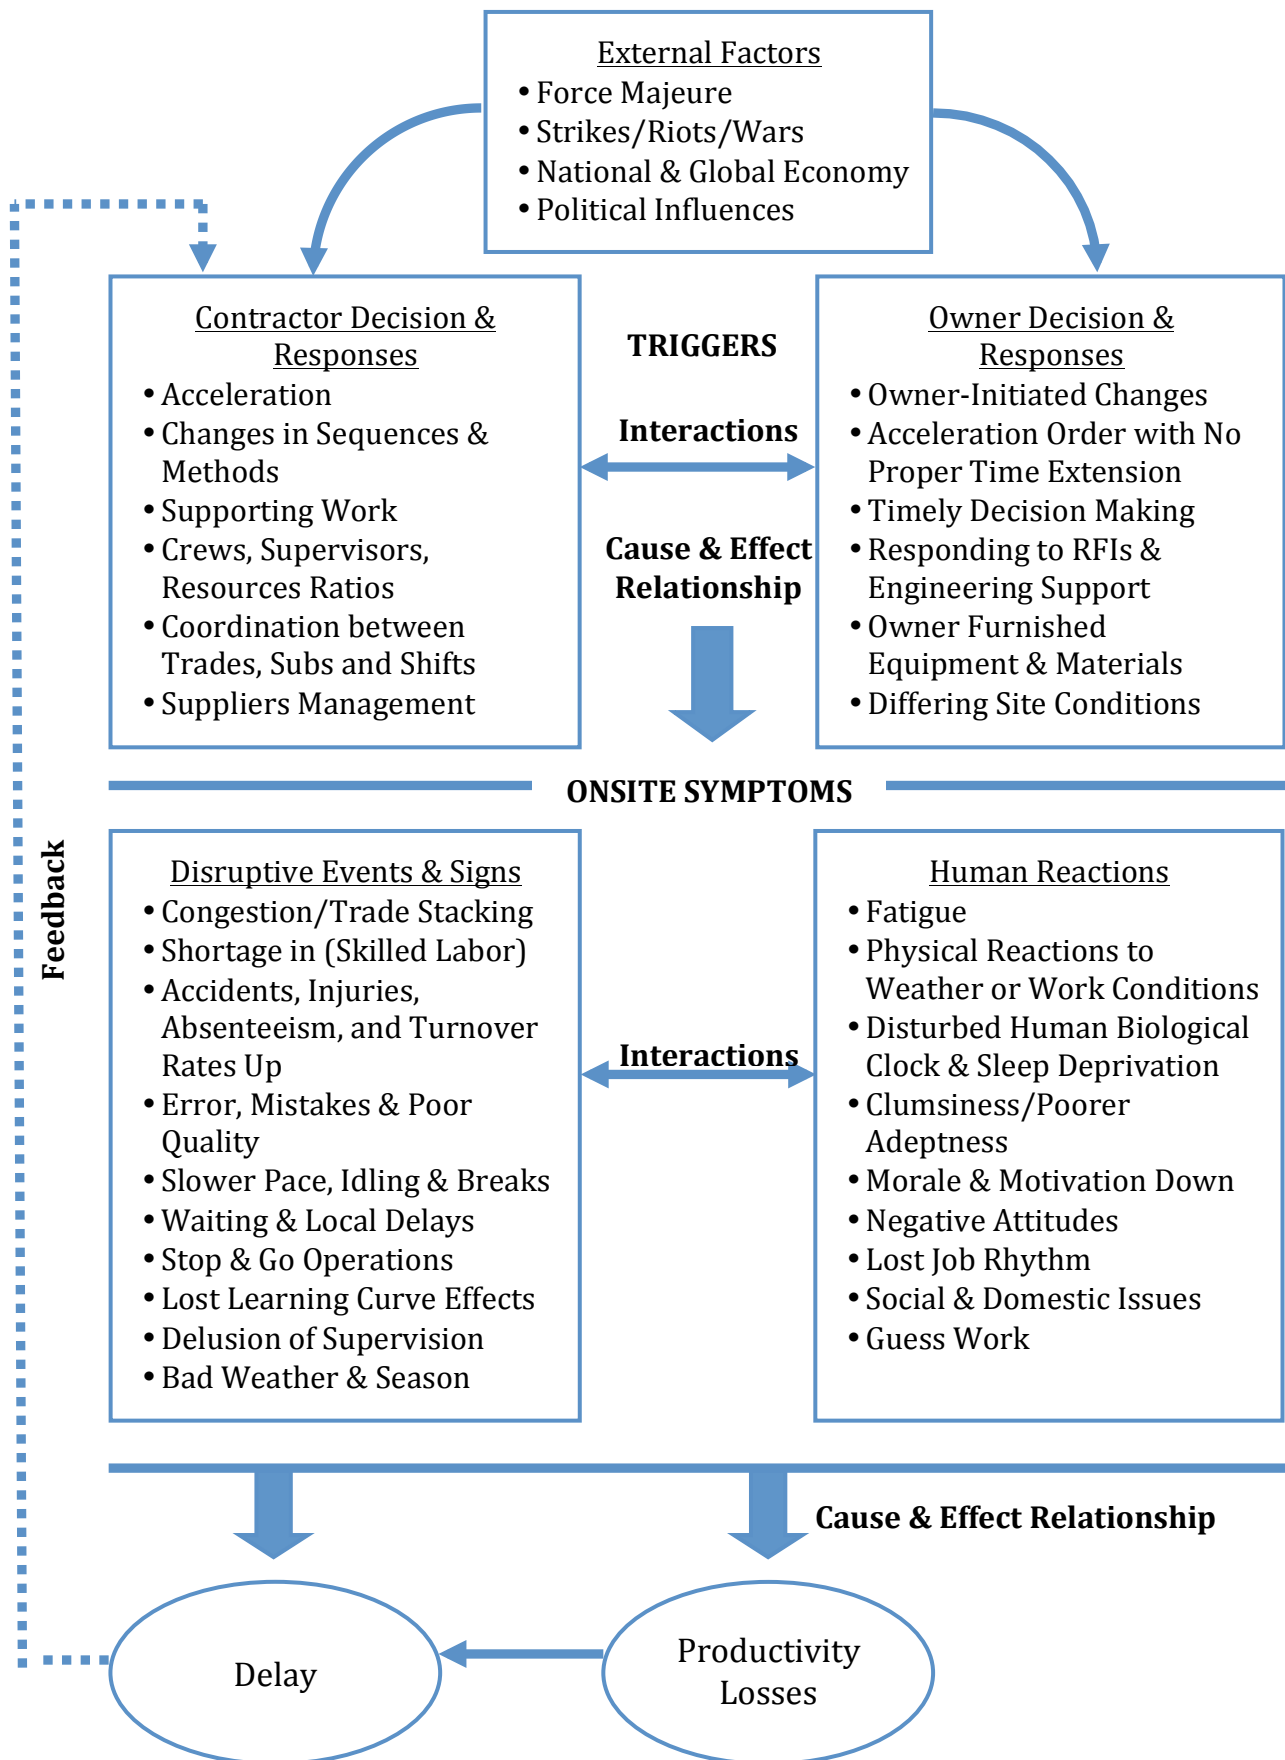 External Factors
• Force Majeure
• Strikes/Riots/Wars
• National & Global Economy
• Political Influences
Contractor Decision &
Responses
• Acceleration
• Changes in Sequences &
Methods
• Supporting Work
• Crews, Supervisors,
Resources Ratios
• Coordination between
Trades, Subs and Shifts
• Suppliers Management
TRIGGERS
Interactions
Cause & Effect
Relationship
Owner Decision &
Responses
• Owner-Initiated Changes
• Acceleration Order with No
Proper Time Extension
• Timely Decision Making
• Responding to RFIs &
Engineering Support
• Owner Furnished
Equipment & Materials
• Differing Site Conditions
ONSITE SYMPTOMS
Feedback
Disruptive Events & Signs
• Congestion/Trade Stacking
• Shortage in (Skilled Labor)
• Accidents, Injuries,
Absenteeism, and Turnover
Rates Up
• Error, Mistakes & Poor
Quality
• Slower Pace, Idling & Breaks
• Waiting & Local Delays
• Stop & Go Operations
• Lost Learning Curve Effects
• Delusion of Supervision
• Bad Weather & Season
Interactions
Human Reactions
• Fatigue
• Physical Reactions to
Weather or Work Conditions
• Disturbed Human Biological
Clock & Sleep Deprivation
• Clumsiness/Poorer
Adeptness
• Morale & Motivation Down
• Negative Attitudes
• Lost Job Rhythm
• Social & Domestic Issues
• Guess Work
Cause & Effect Relationship
Delay
Productivity
Losses